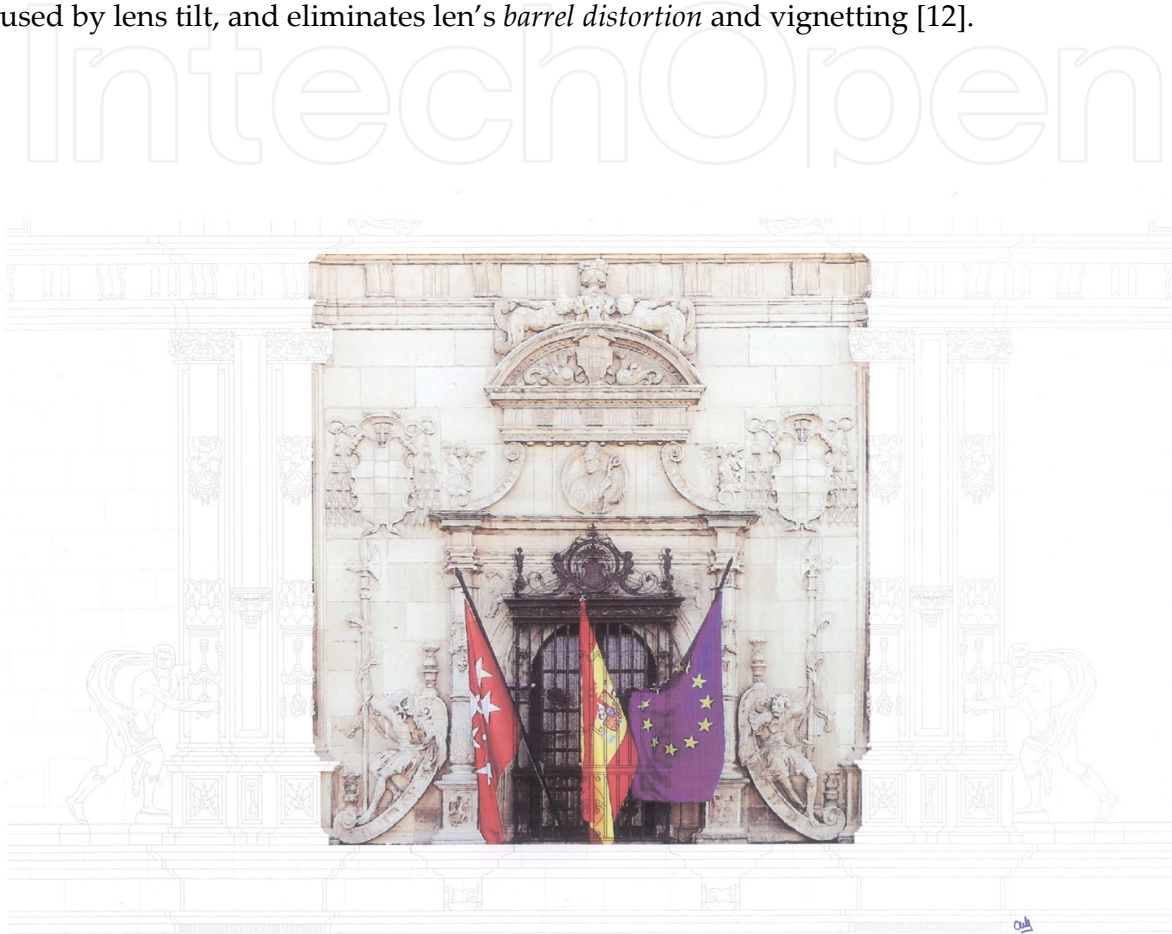 used by lens tilt, and eliminates len’s barrel distortion and vignetting [12].
IntechOpen